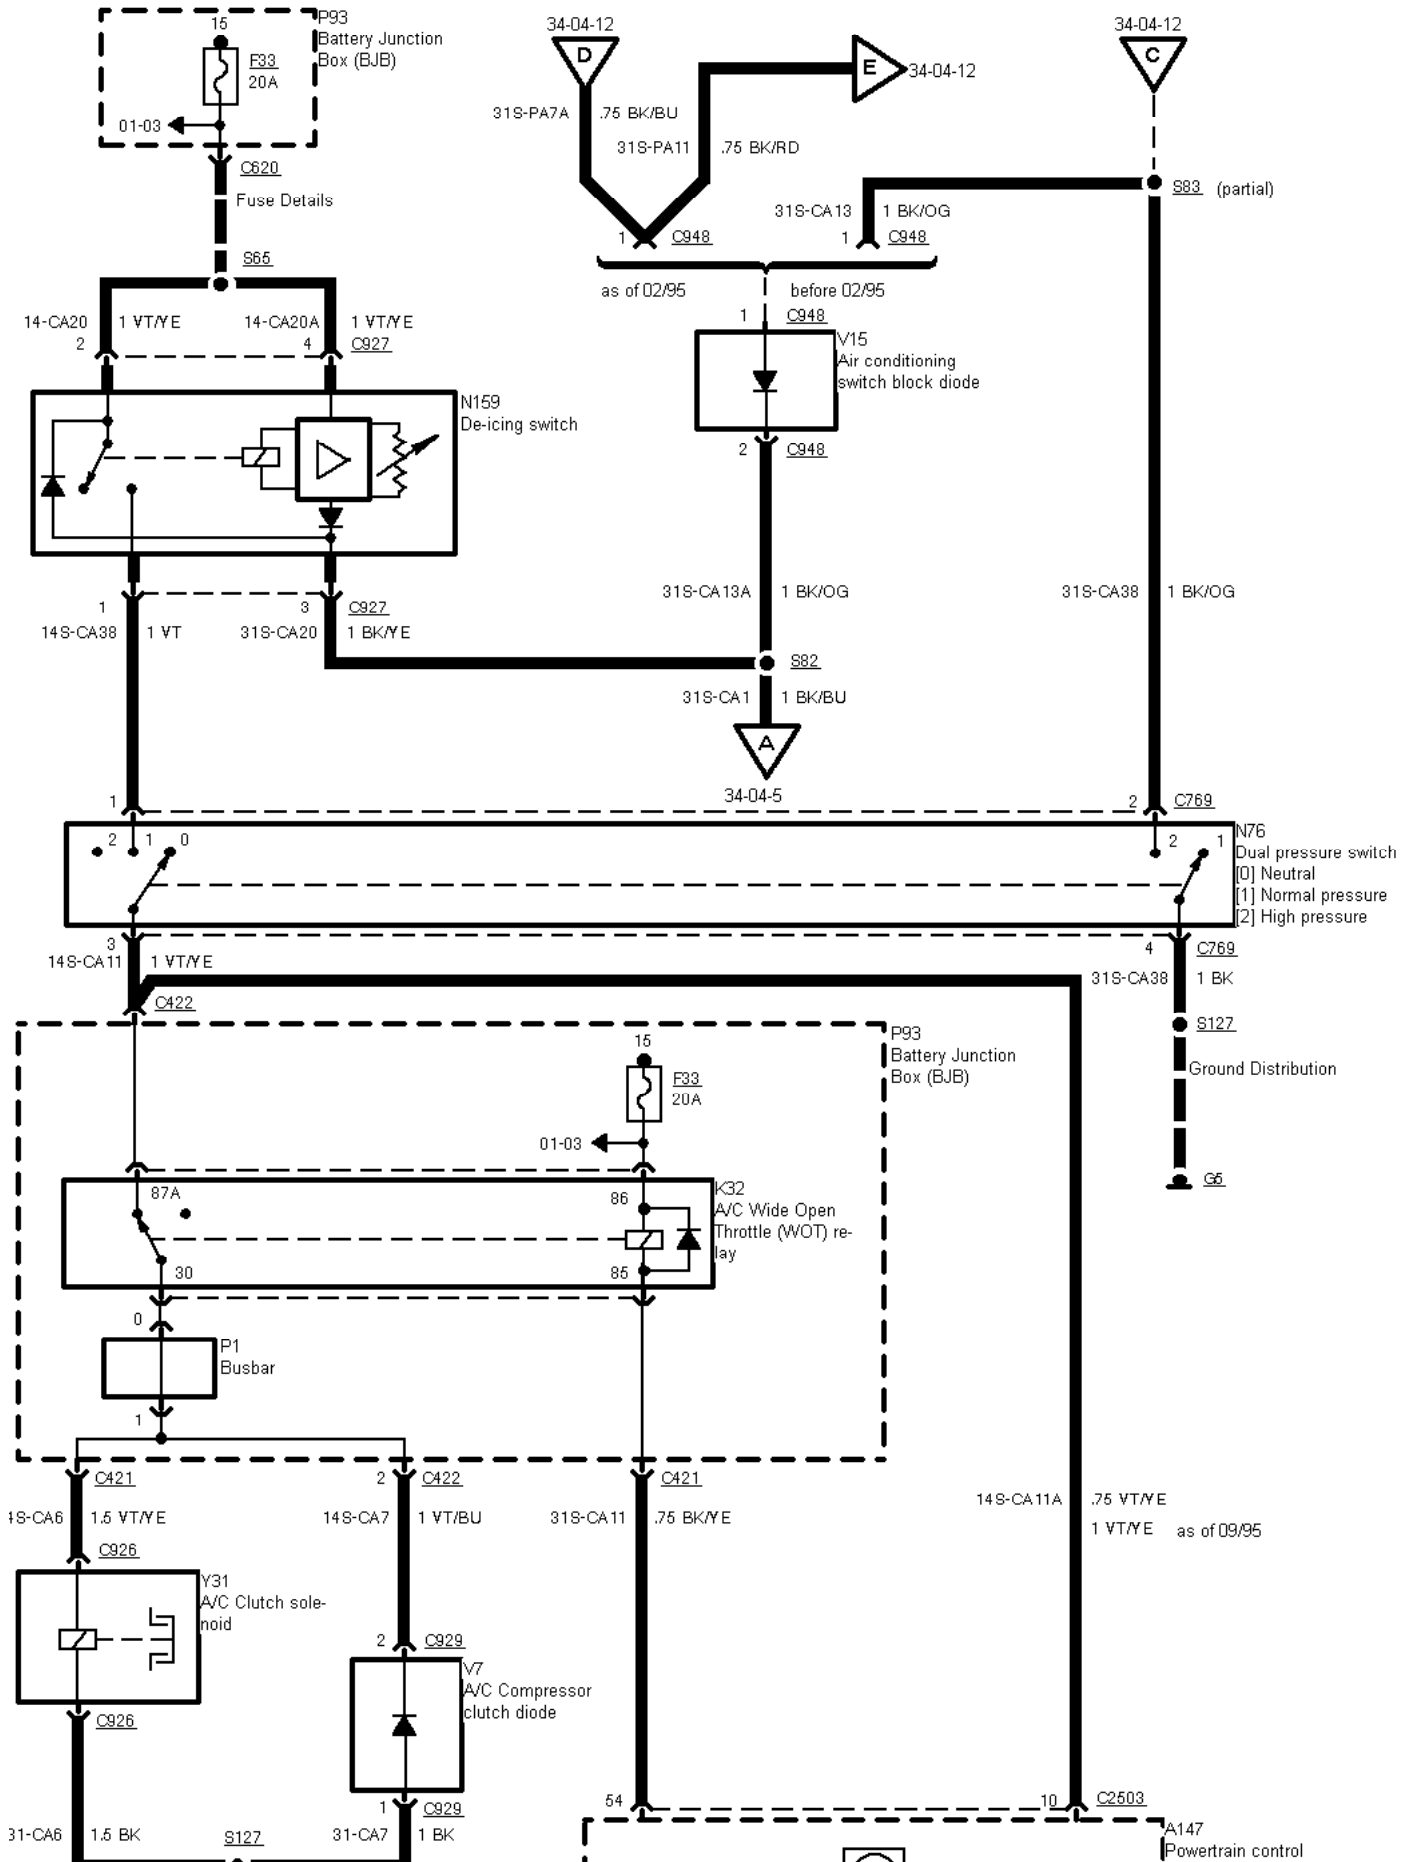 15
P93
Battery Junction
Box (BJB)
F33
20A
01-03
C620
Fuse Details
S65
14-CA20
1 VT/YE
14-CA20A
1 VT/YE
2
4
C927
N159
De-icing switch
1
3
C927
14S-CA38
1 VT
31S-CA20
1 BK/YE
34-04-12
D
E
34-04-12
34-04-12
C
31S-PA7A
.75 BK/BU
31S-PA11
.75 BK/RD
S83 (partial)
31S-CA13
1 BK/OG
1
C948
1
C948
as of 02/95
before 02/95
1
C948
V15
Air conditioning
switch block diode
2
C948
31S-CA13A
1 BK/OG
31S-CA38
1 BK/OG
S82
31S-CA1
1 BK/BU
A
34-04-5
1
2
C769
2 1 0
2 1
N76
Dual pressure switch
[0] Neutral
[1] Normal pressure
[2] High pressure
3
14S-CA11
1 VT/YE
4
C769
31S-CA38
1 BK
C422
S127
Ground Distribution
G5
P93
Battery Junction
Box (BJB)
15
F33
20A
01-03
87A
86
30
85
K32
A/C Wide Open
Throttle (WOT) re-
lay
0
P1
Busbar
1
C421
2
C422
C421
4S-CA6
1.5 VT/YE
14S-CA7
1 VT/BU
31S-CA11
.75 BK/YE
14S-CA11A
.75 VT/YE
1 VT/YE
as of 09/95
C926
Y31
A/C Clutch sole-
noid
C926
2
C929
V7
A/C Compressor
clutch diode
1
C929
31-CA6
1.5 BK
S127
31-CA7
1 BK
54
10
C2503
A147
Powertrain control